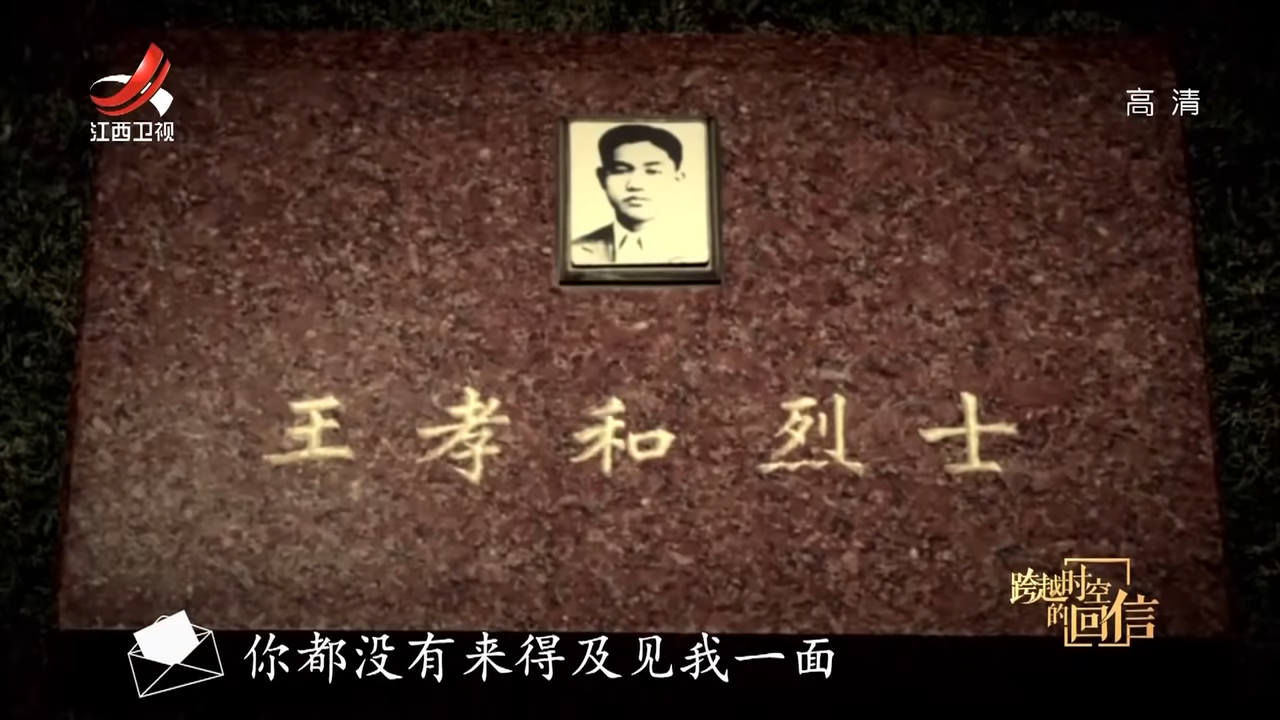 江西卫视
高清
王孝和烈士
跨越时空
的回信
你都没有来得及见我一面